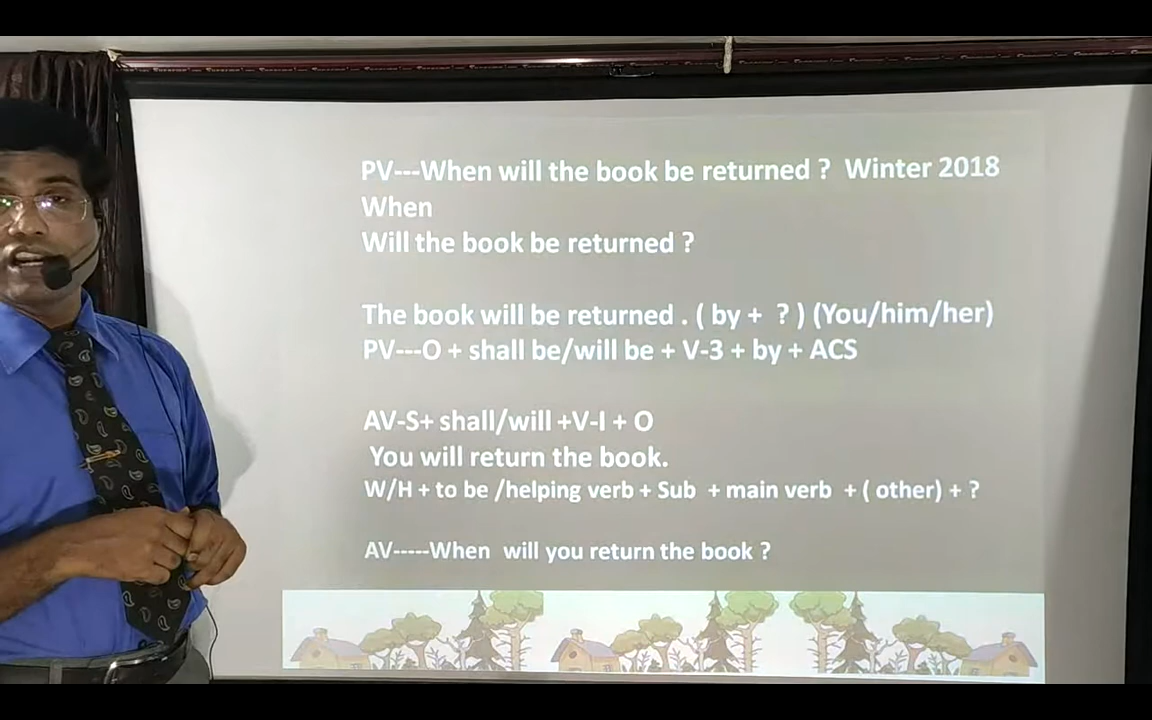 PV---When will the book be returned ? Winter 2018
When
Will the book be returned ?
The book will be returned . ( by + ? ) (You/him/her)
PV---O + shall be/will be + V-3 + by + ACS
AV-S+ shall/will +V-I + O
You will return the book.
W/H + to be /helping verb + Sub + main verb + ( other) + ?
AV-----When will you return the book ?